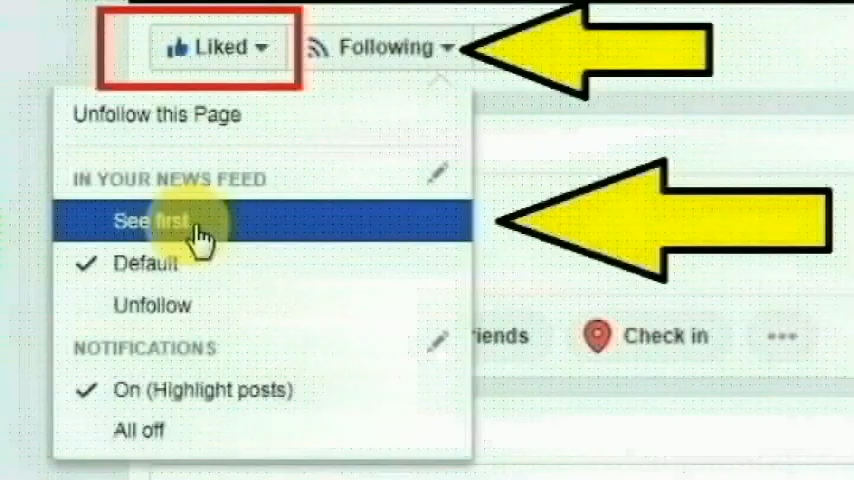 Liked Following
Unfollow this Page
IN YOUR NEWS FEED
See first
Default
Unfollow
riends Check in
NOTIFICATIONS
On (Highlight posts)
All off